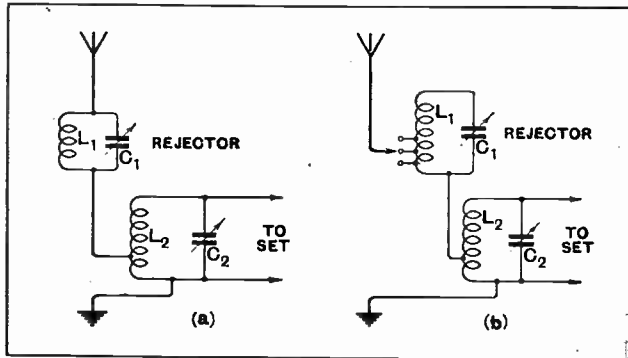 L1
C1
REJECTOR
L2
C2
TO
SET
(a)
L1
C1
REJECTOR
L2
C2
TO
SET
(b)